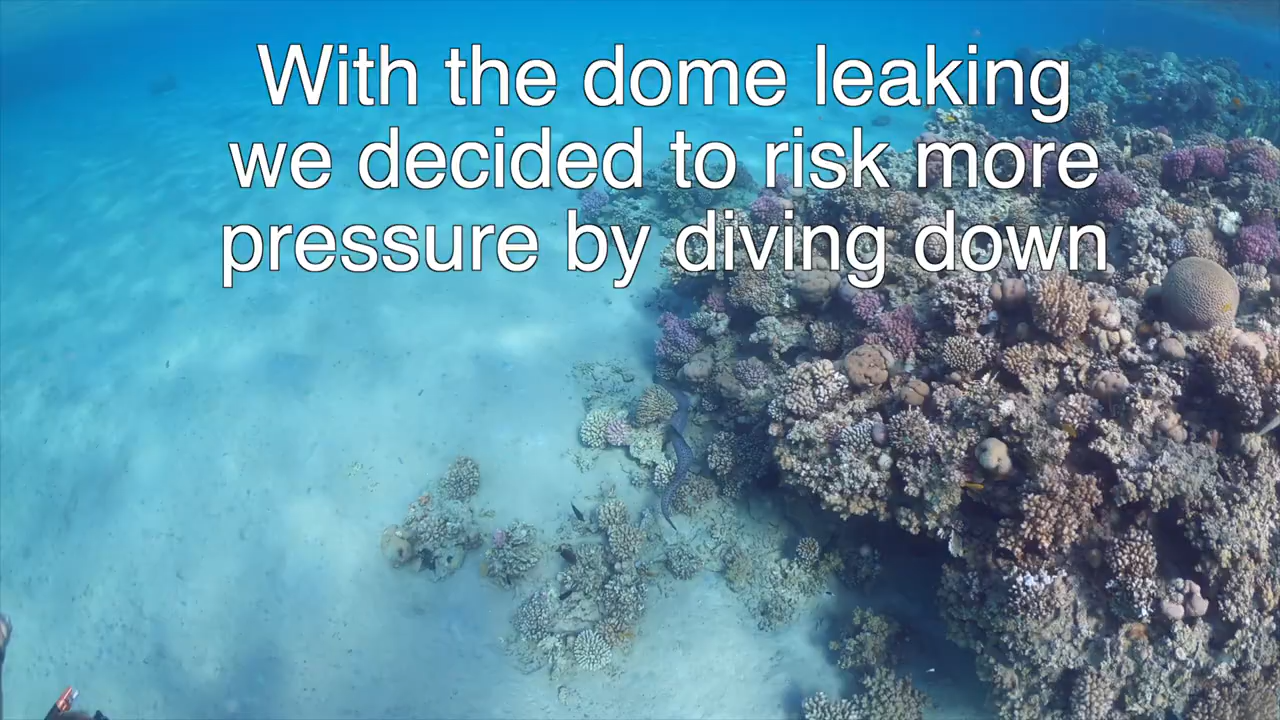 With the dome leaking
we decided to risk more
pressure by diving down